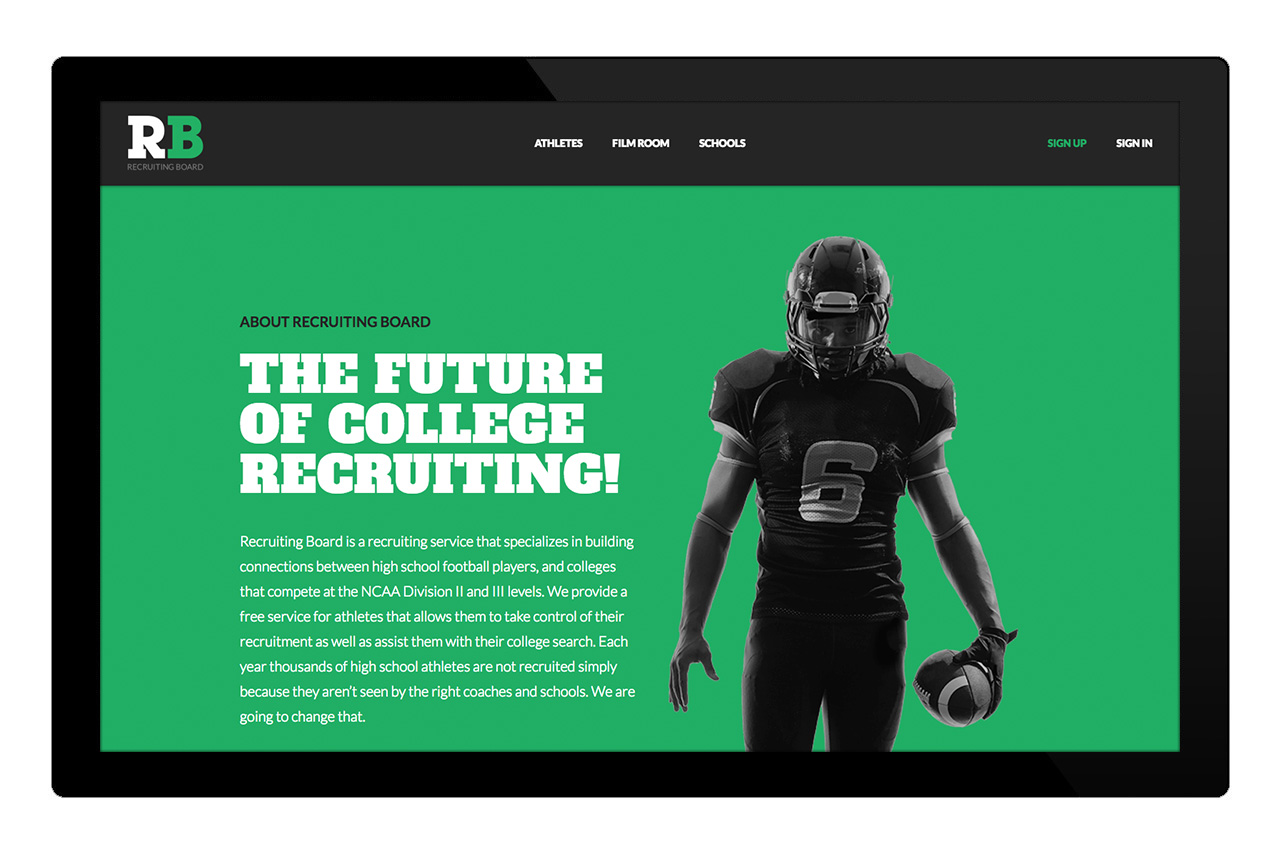 RB
RECRUITING BOARD
ATHLETES
FILM ROOM
SCHOOLS
SIGN UP
SIGN IN
ABOUT RECRUITING BOARD
THE FUTURE
OF COLLEGE
RECRUITING!
6
Recruiting Board is a recruiting service that specializes in building
connections between high school football players, and colleges
that compete at the NCAA Division II and III levels. We provide a
free service for athletes that allows them to take control of their
recruitment as well as assist them with their college search. Each
year thousands of high school athletes are not recruited simply
because they aren't seen by the right coaches and schools. We are
going to change that.